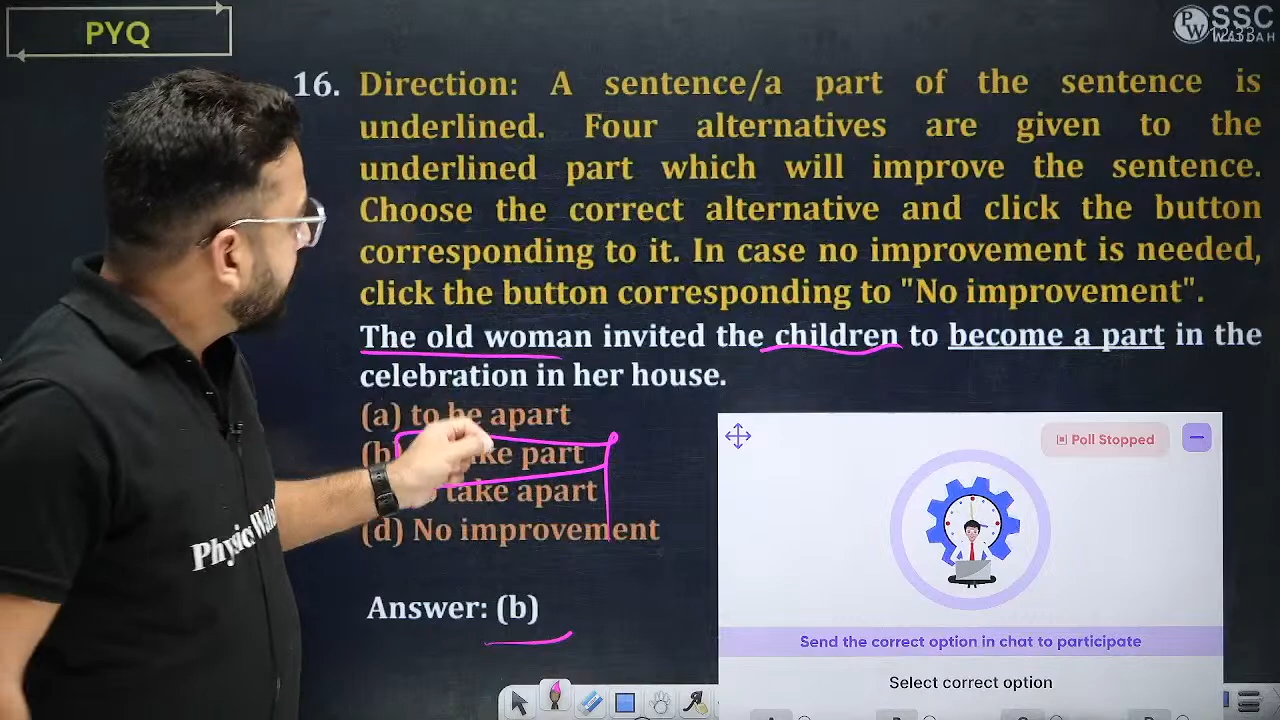 PYQ
SSC
WALLAH
12:33
16. Direction: A sentence/a part of the sentence is
underlined. Four alternatives are given to the
underlined part which will improve the sentence.
Choose the correct alternative and click the button
corresponding to it. In case no improvement is needed,
click the button corresponding to "No improvement".
The old woman invited the children to become a part in the
celebration in her house.
(a) to be apart
part
take apart
(d) No improvement
Answer: (b)
Poll Stopped
Send the correct option in chat to participate
Select correct option